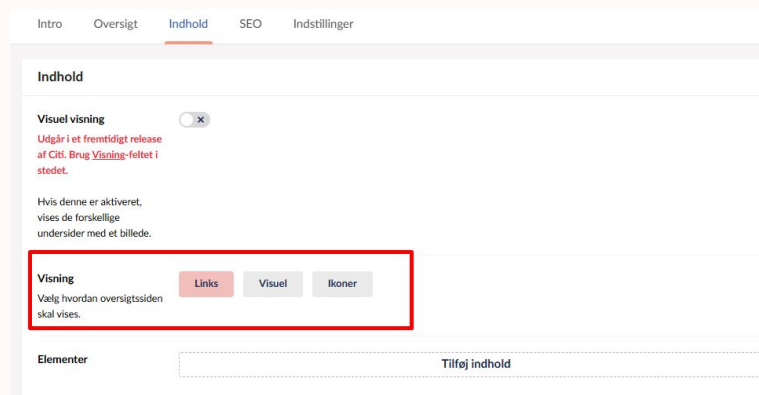 Intro Oversigt Indhold SEO Indstillinger
Indhold
Visuel visning
Udgår i et fremtidigt release
af Citi. Brug Visning-feltet i
stedet.
Hvis denne er aktiveret,
vises de forskellige
undersider med et billede.
Visning
Vælg hvordan oversigtssiden
skal vises.
Links Visuel Ikoner
Elementer
Tilføj indhold